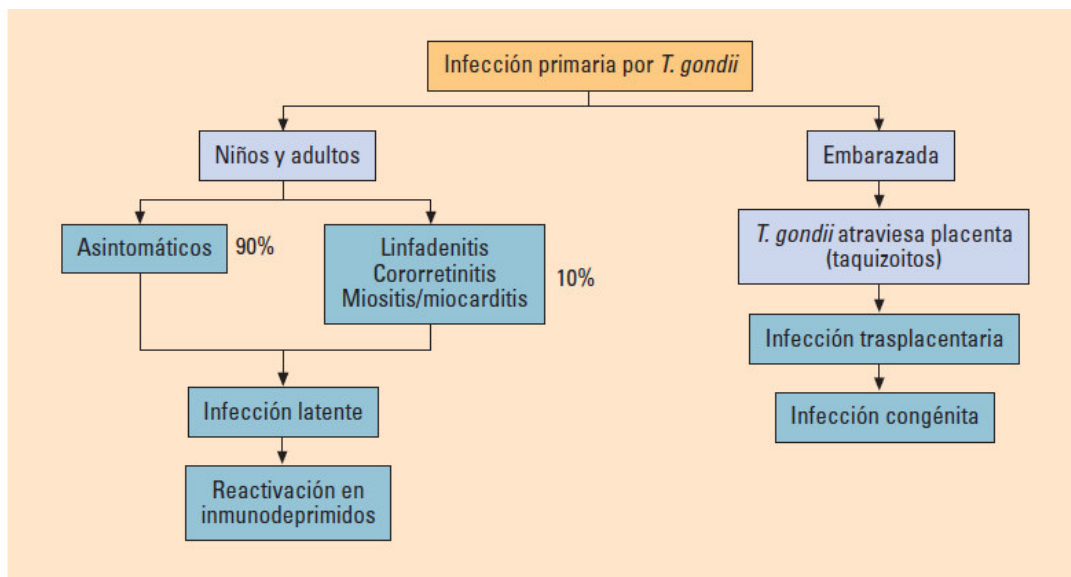 Infección primaria por T. gondii
Niños y adultos
Embarazada
Asintomáticos
90%
Linfadenitis
Cororretinitis
Miositis/miocarditis
10%
T. gondii atraviesa placenta
(taquizoitos)
Infección trasplacentaria
Infección latente
Infección congénita
Reactivación en
inmunodeprimidos